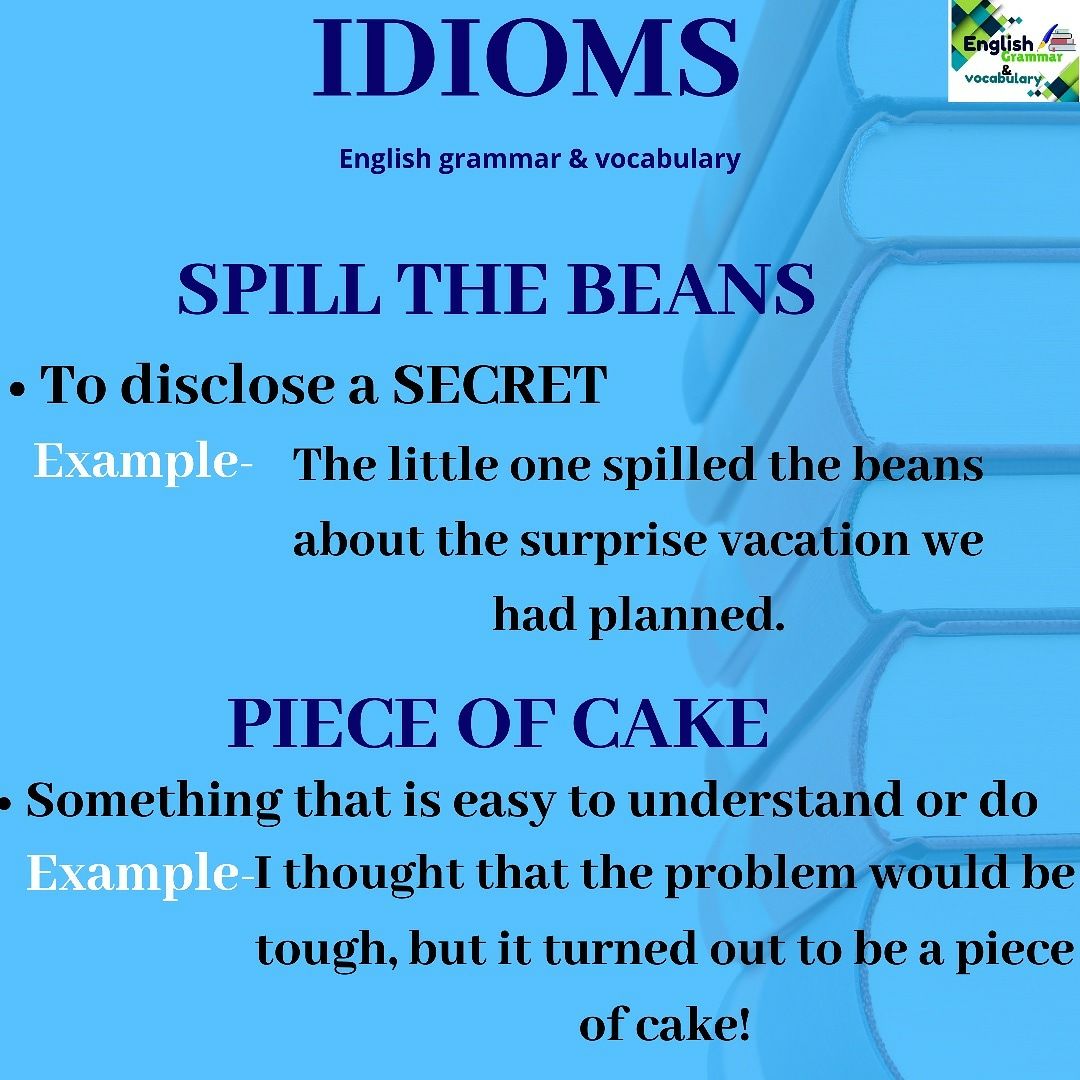 IDIOMS
English
Grammar
&
vocabulary
English grammar & vocabulary
SPILL THE BEANS
• To disclose a SECRET
Example- The little one spilled the beans
about the surprise vacation we
had planned.
PIECE OF CAKE
• Something that is easy to understand or do
Example-I thought that the problem would be
tough, but it turned out to be a piece
of cake!